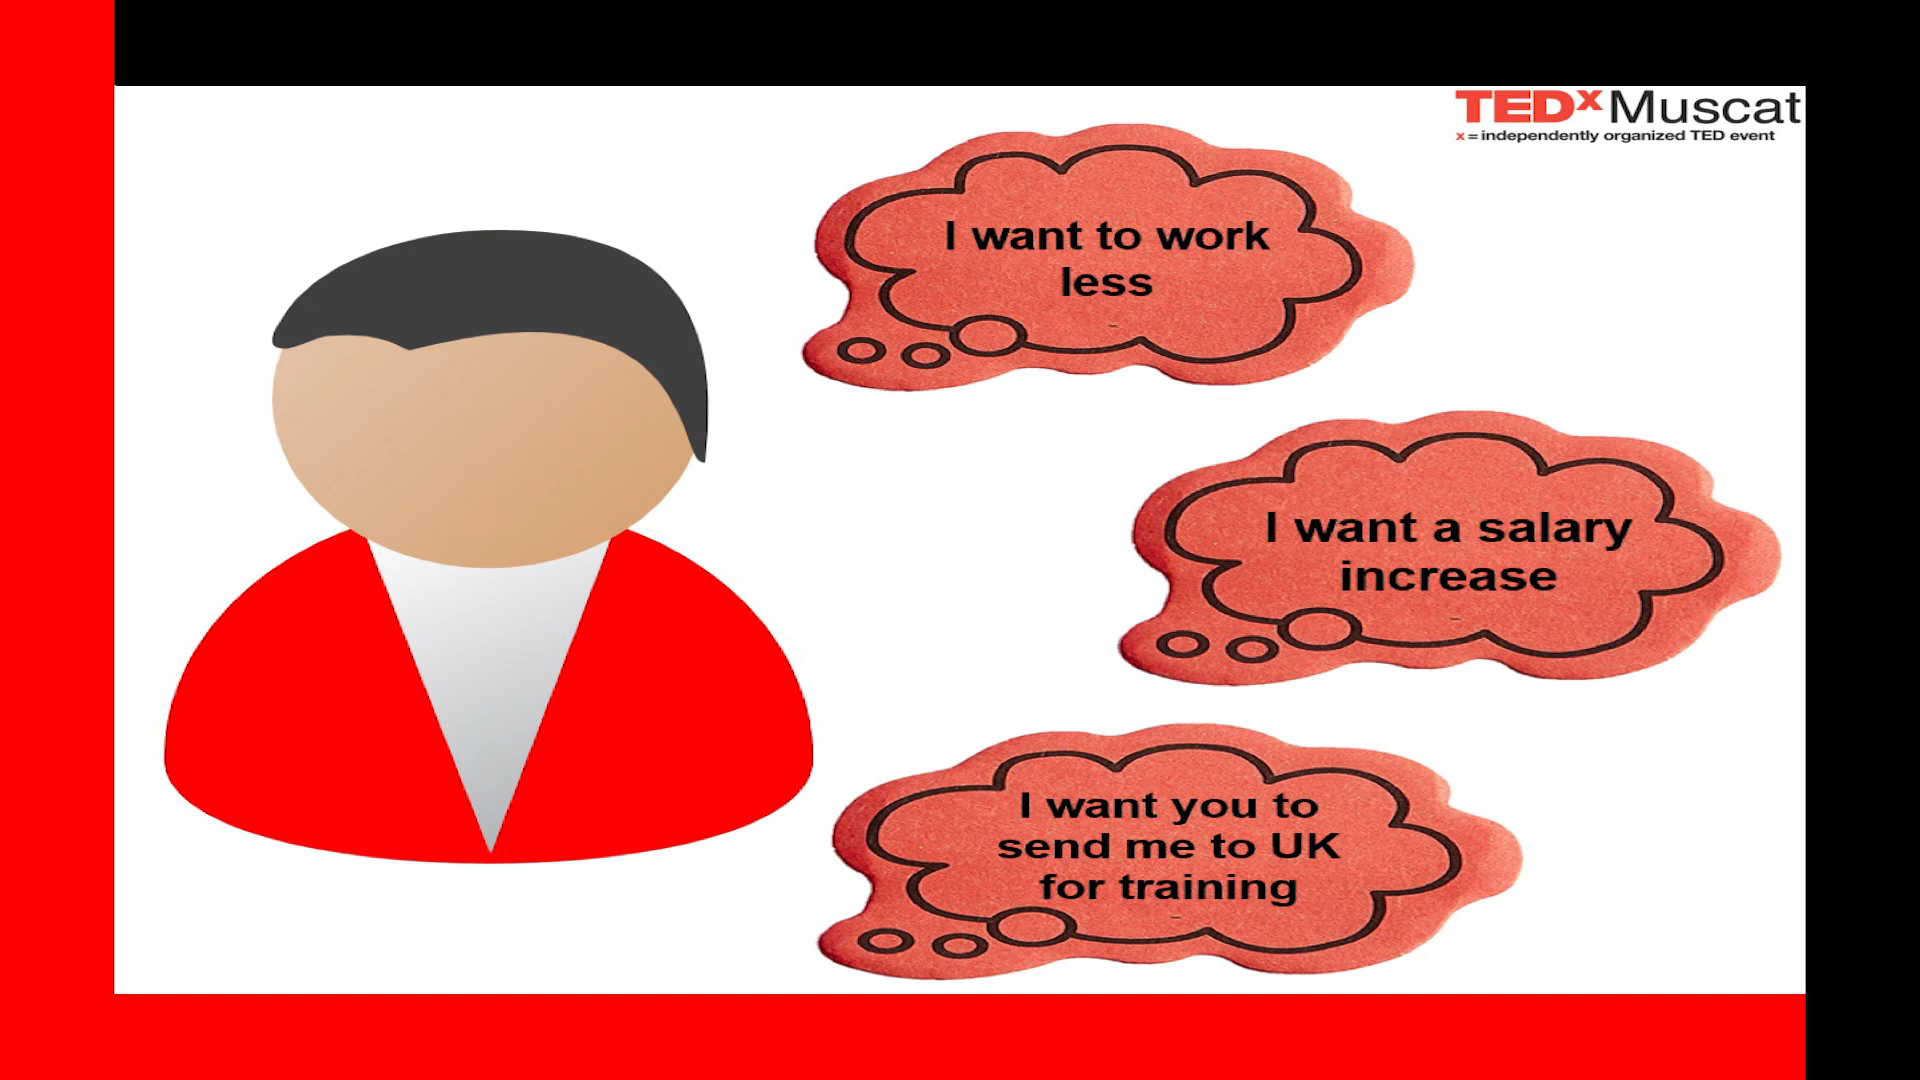 TEDxMuscat
x = independently organized TED event
I want to work
less
I want a salary
increase
I want you to
send me to UK
for training